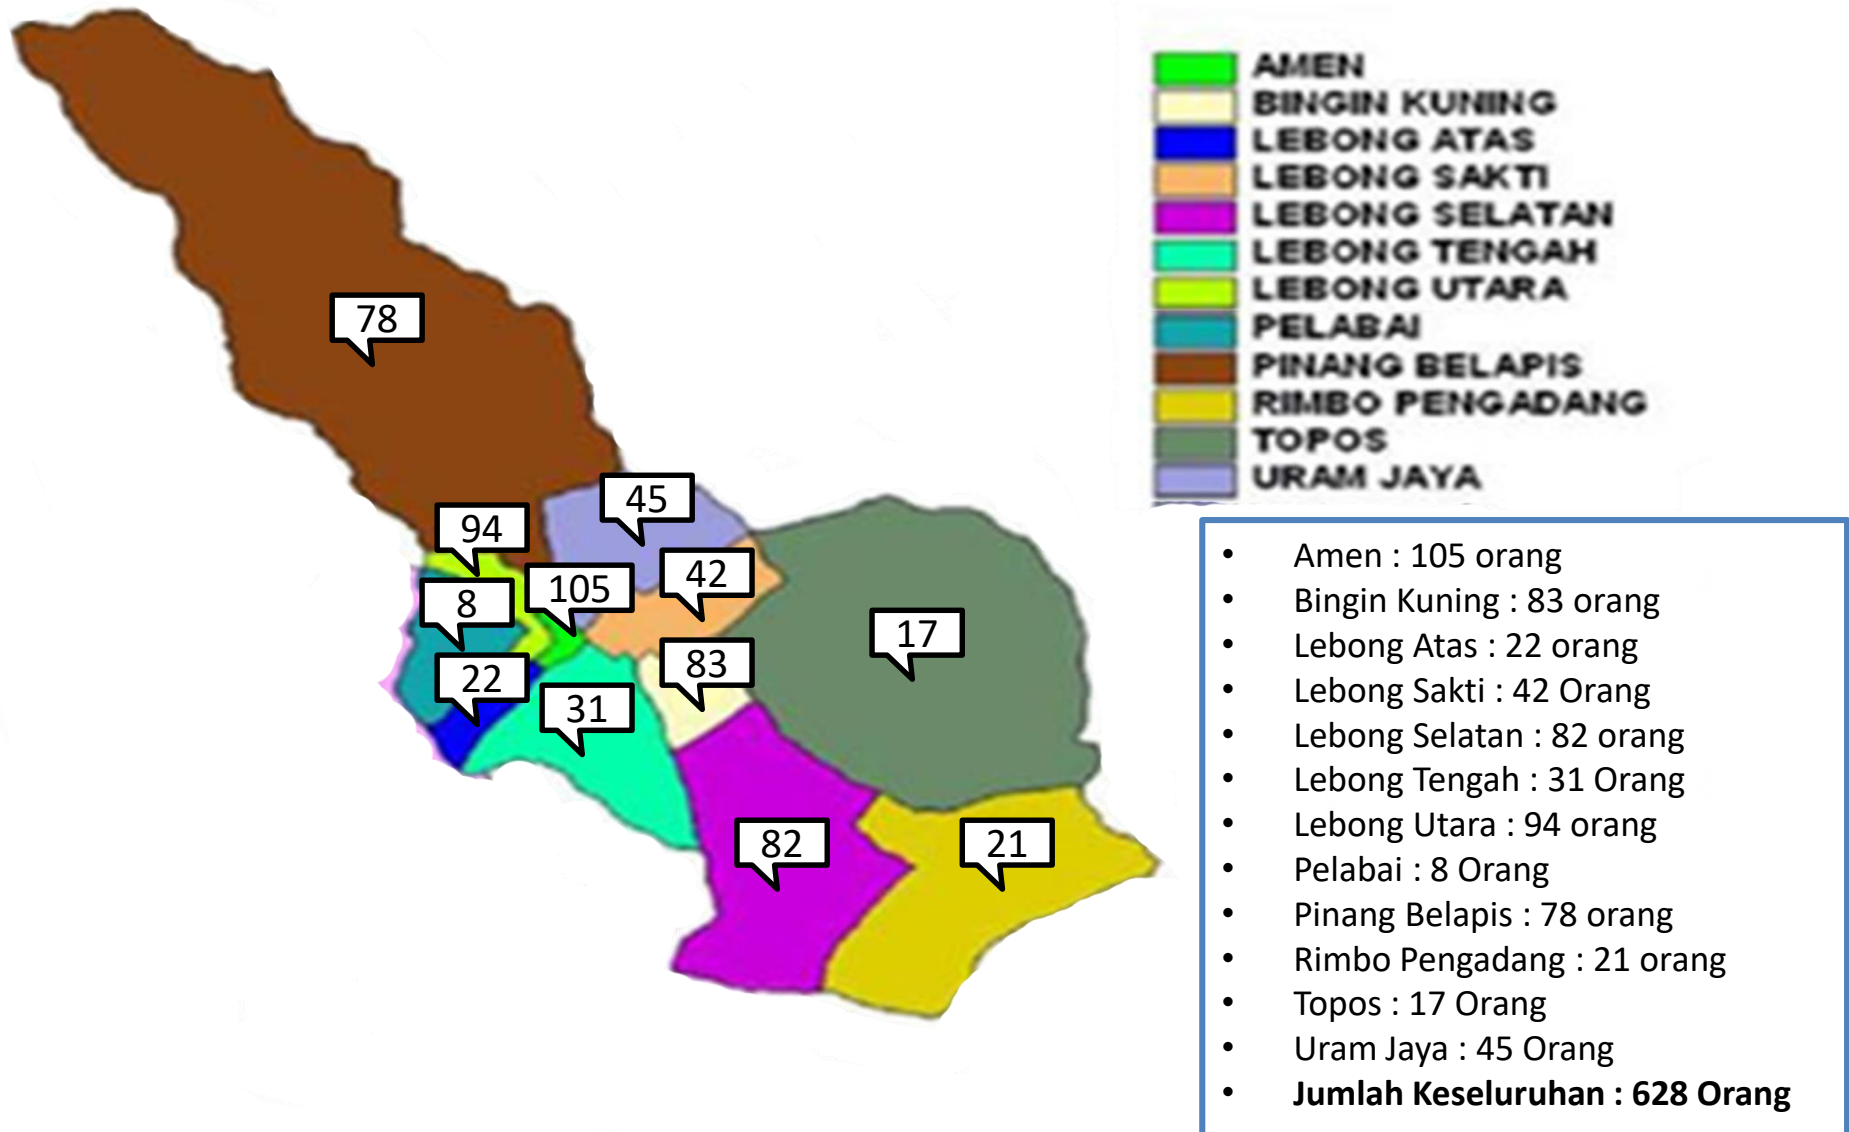 AMEN
BINGIN KUNING
LEBONG ATAS
LEBONG SAKTI
LEBONG SELATAN
LEBONG TENGAH
LEBONG UTARA
PELABAI
PINANG BELAPIS
RIMBO PENGADANG
TOPOS
URAM JAYA
78
45
94
42
105
8
17
83
22
31
82
21
• Amen : 105 orang
• Bingin Kuning : 83 orang
• Lebong Atas : 22 orang
• Lebong Sakti : 42 Orang
• Lebong Selatan : 82 orang
• Lebong Tengah : 31 Orang
• Lebong Utara : 94 orang
• Pelabai : 8 Orang
• Pinang Belapis : 78 orang
• Rimbo Pengadang : 21 orang
• Topos : 17 Orang
• Uram Jaya : 45 Orang
• Jumlah Keseluruhan : 628 Orang